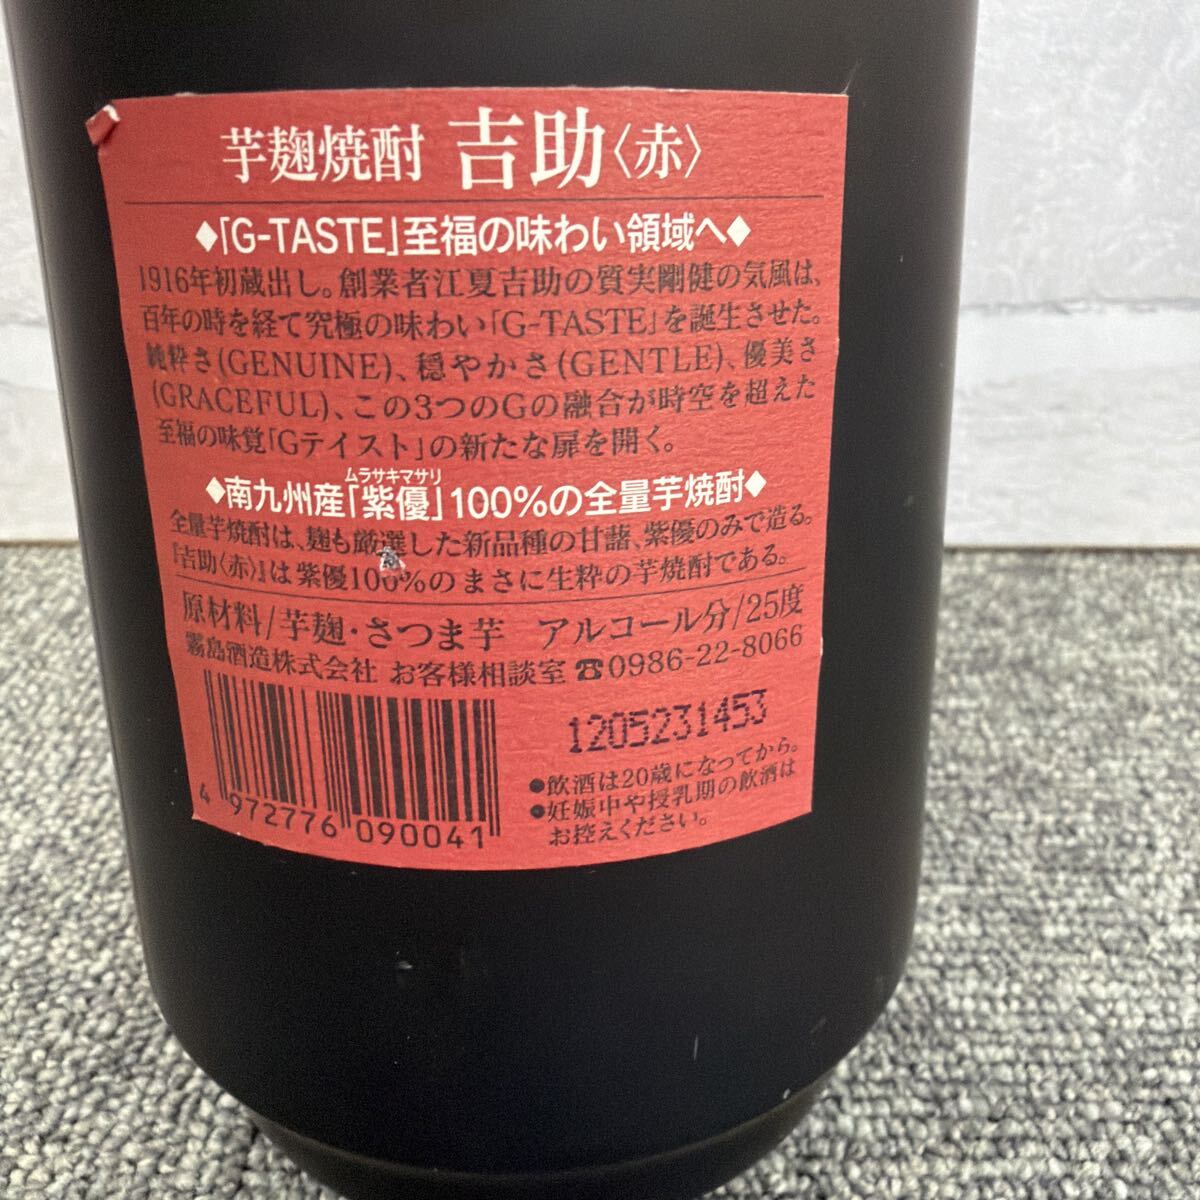 芋麹焼酎 吉助〈赤〉
◆「G-TASTE」至福の味わい領域へ◆
1916年初蔵出し。創業者江夏吉助の質実剛健の気風は、
百年の時を経て究極の味わい「G-TASTE」を誕生させた。
純粋さ(GENUINE)、穏やかさ(GENTLE)、優美さ
(GRACEFUL)、この3つのGの融合が時空を超えた
至福の味覚「Gテイスト」の新たな扉を開く。
ムラサキマサリ
◆南九州産「紫優」100%の全量芋焼酎◆
全量芋焼酎は、麹も厳選した新品種の甘藷、紫優のみで造る。
『吉助〈赤〉』は紫優100%のまさに生粋の芋焼酎である。
原材料/芋麹・さつま芋 アルコール分/25度
霧島酒造株式会社 お客様相談室 ☎0986-22-8066
1205231453
4 972776 090041
●飲酒は20歳になってから。
●妊娠中や授乳期の飲酒は
お控えください。